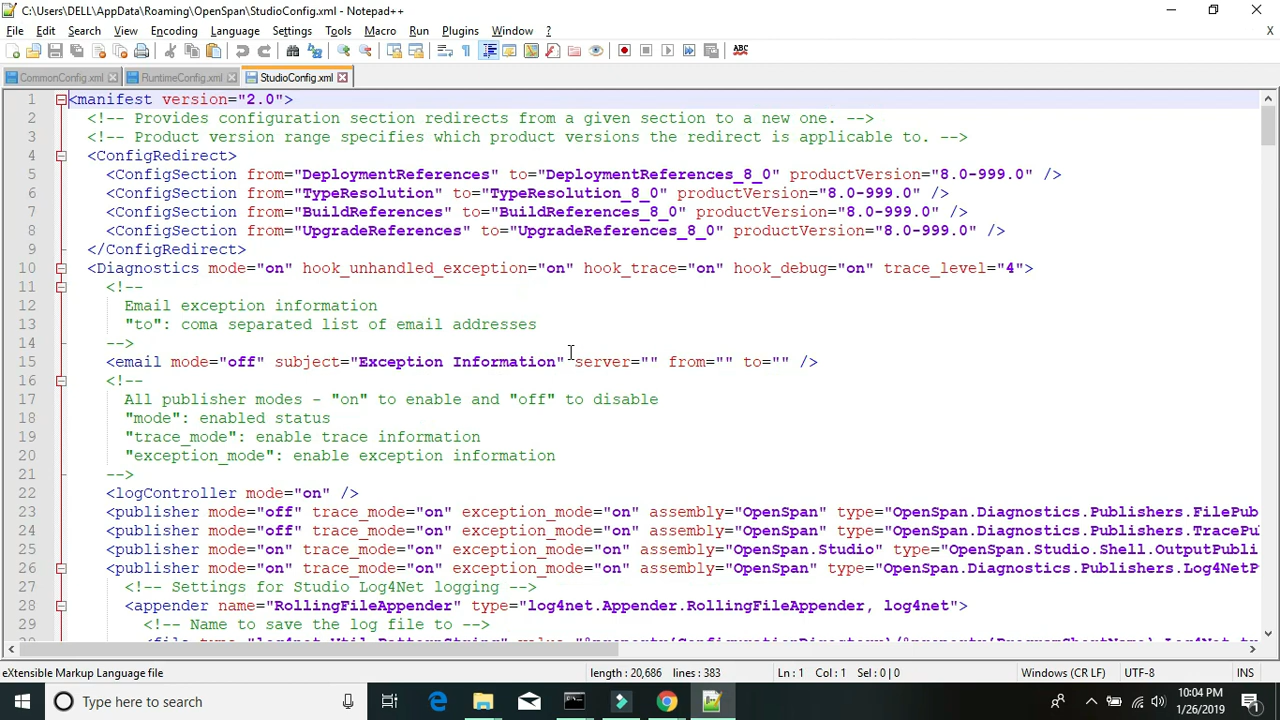 C:\Users\DELL\AppData\Roaming\OpenSpan\StudioConfig.xml - Notepad++
File Edit Search View Encoding Language Settings Tools Macro Run Plugins Window ? X
ABC
CommonConfig.xml RuntimeConfig.xml StudioConfig.xml
1 <manifest version="2.0">
2 <!-- Provides configuration section redirects from a given section to a new one. -->
3 <!-- Product version range specifies which product versions the redirect is applicable to. -->
4 <ConfigRedirect>
5 <ConfigSection from="DeploymentReferences" to="DeploymentReferences_8_0" productVersion="8.0-999.0" />
6 <ConfigSection from="TypeResolution" to="TypeResolution_8_0" productVersion="8.0-999.0" />
7 <ConfigSection from="BuildReferences" to="BuildReferences_8_0" productVersion="8.0-999.0" />
8 <ConfigSection from="UpgradeReferences" to="UpgradeReferences_8_0" productVersion="8.0-999.0" />
9 </ConfigRedirect>
10 <Diagnostics mode="on" hook_unhandled_exception="on" hook_trace="on" hook_debug="on" trace_level="4">
11 <!--
12 Email exception information
13 "to": coma separated list of email addresses
14 -->
15 <email mode="off" subject="Exception Information" server="" from="" to="" />
16 <!--
17 All publisher modes - "on" to enable and "off" to disable
18 "mode": enabled status
19 "trace_mode": enable trace information
20 "exception_mode": enable exception information
21 -->
22 <logController mode="on" />
23 <publisher mode="off" trace_mode="on" exception_mode="on" assembly="OpenSpan" type="OpenSpan.Diagnostics.Publishers.FilePub
24 <publisher mode="off" trace_mode="on" exception_mode="on" assembly="OpenSpan" type="OpenSpan.Diagnostics.Publishers.TracePu
25 <publisher mode="on" trace_mode="on" exception_mode="on" assembly="OpenSpan.Studio" type="OpenSpan.Studio.Shell.OutputPubli
26 <publisher mode="on" trace_mode="on" exception_mode="on" assembly="OpenSpan" type="OpenSpan.Diagnostics.Publishers.Log4NetP
27 <!-- Settings for Studio Log4Net logging -->
28 <appender name="RollingFileAppender" type="log4net.Appender.RollingFileAppender, log4net">
<!-- Name to save the log file to -->
eXtensible Markup Language file length : 20,686 lines : 383 Ln : 1 Col : 1 Sel : 0 | 0 Windows (CR LF) UTF-8 INS
Type here to search 10:04 PM
1/26/2019